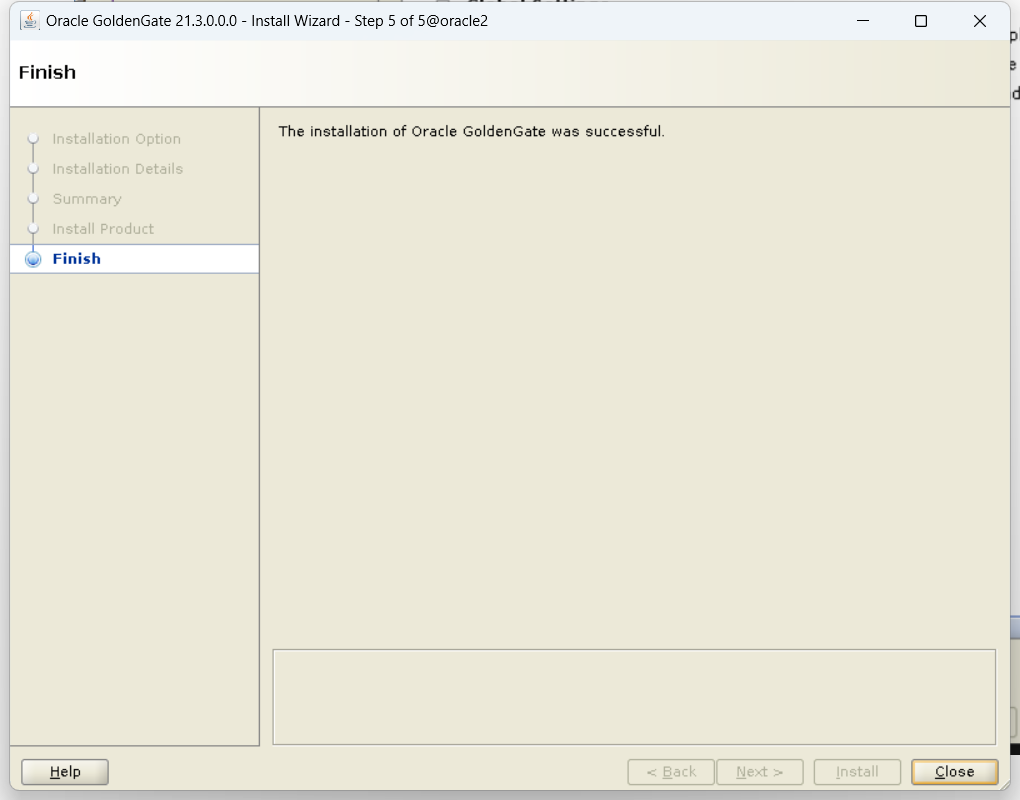 Oracle GoldenGate 21.3.0.0.0 - Install Wizard - Step 5 of 5@oracle2
Finish
Installation Option
Installation Details
Summary
Install Product
Finish
The installation of Oracle GoldenGate was successful.
Help
< Back
Next >
Install
Close